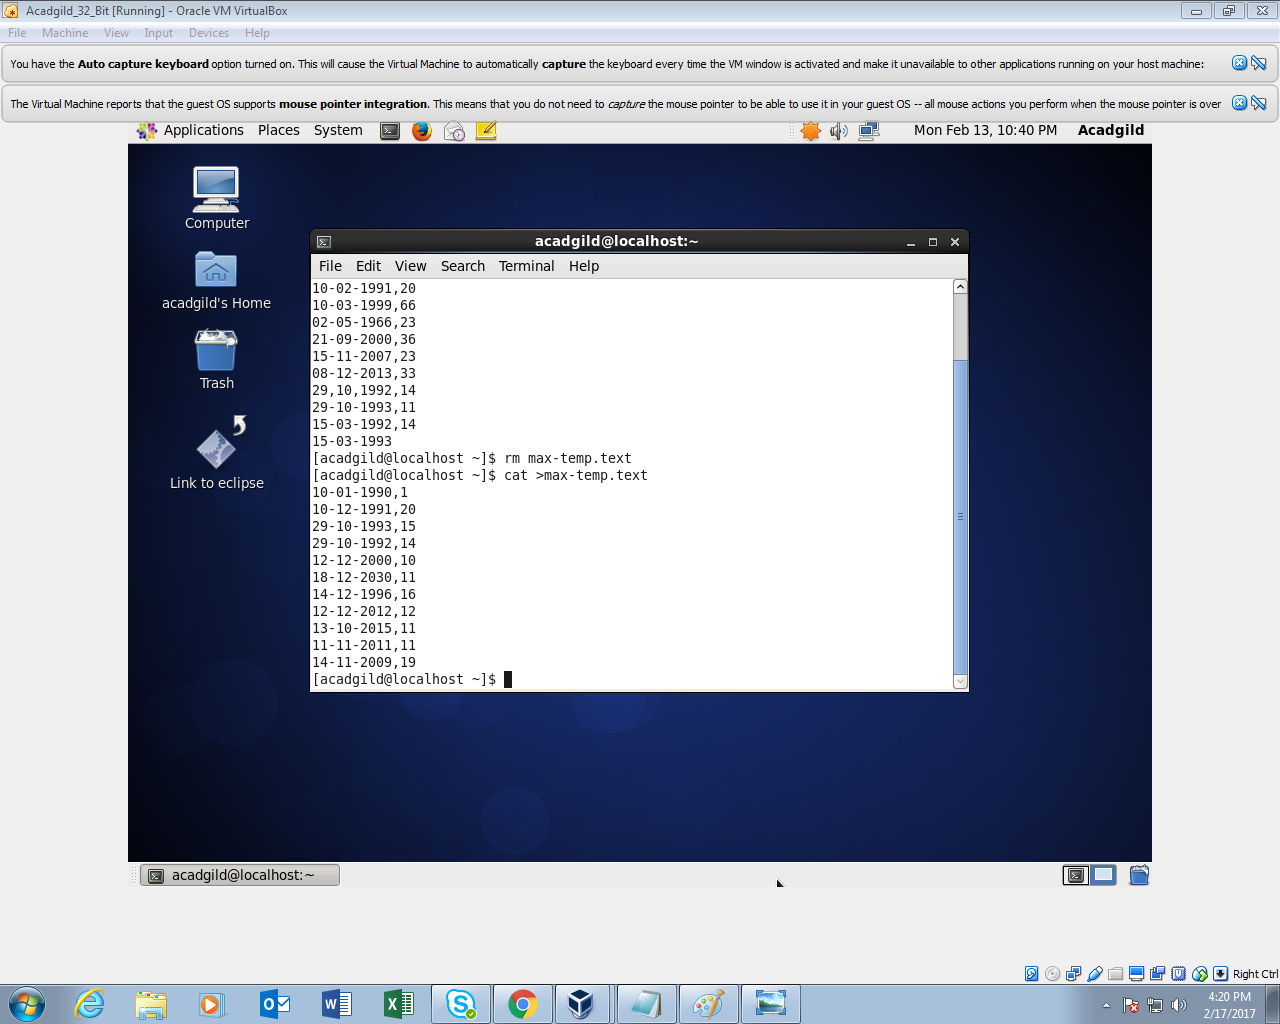 Acadgild_32_Bit [Running] - Oracle VM VirtualBox
File Machine View Input Devices Help
You have the Auto capture keyboard option turned on. This will cause the Virtual Machine to automatically capture the keyboard every time the VM window is activated and make it unavailable to other applications running on your host machine:
The Virtual Machine reports that the guest OS supports mouse pointer integration. This means that you do not need to capture the mouse pointer to be able to use it in your guest OS -- all mouse actions you perform when the mouse pointer is over
Applications Places System Mon Feb 13, 10:40 PM Acadgild
Computer
acadgild's Home
Trash
Link to eclipse
acadgild@localhost:~
File Edit View Search Terminal Help
10-02-1991,20
10-03-1999,66
02-05-1966,23
21-09-2000,36
15-11-2007,23
08-12-2013,33
29,10,1992,14
29-10-1993,11
15-03-1992,14
15-03-1993
[acadgild@localhost ~]$ rm max-temp.text
[acadgild@localhost ~]$ cat >max-temp.text
10-01-1990,1
10-12-1991,20
29-10-1993,15
29-10-1992,14
12-12-2000,10
18-12-2030,11
14-12-1996,16
12-12-2012,12
13-10-2015,11
11-11-2011,11
14-11-2009,19
[acadgild@localhost ~]$
acadgild@localhost:~
Right Ctrl
4:20 PM
2/17/2017